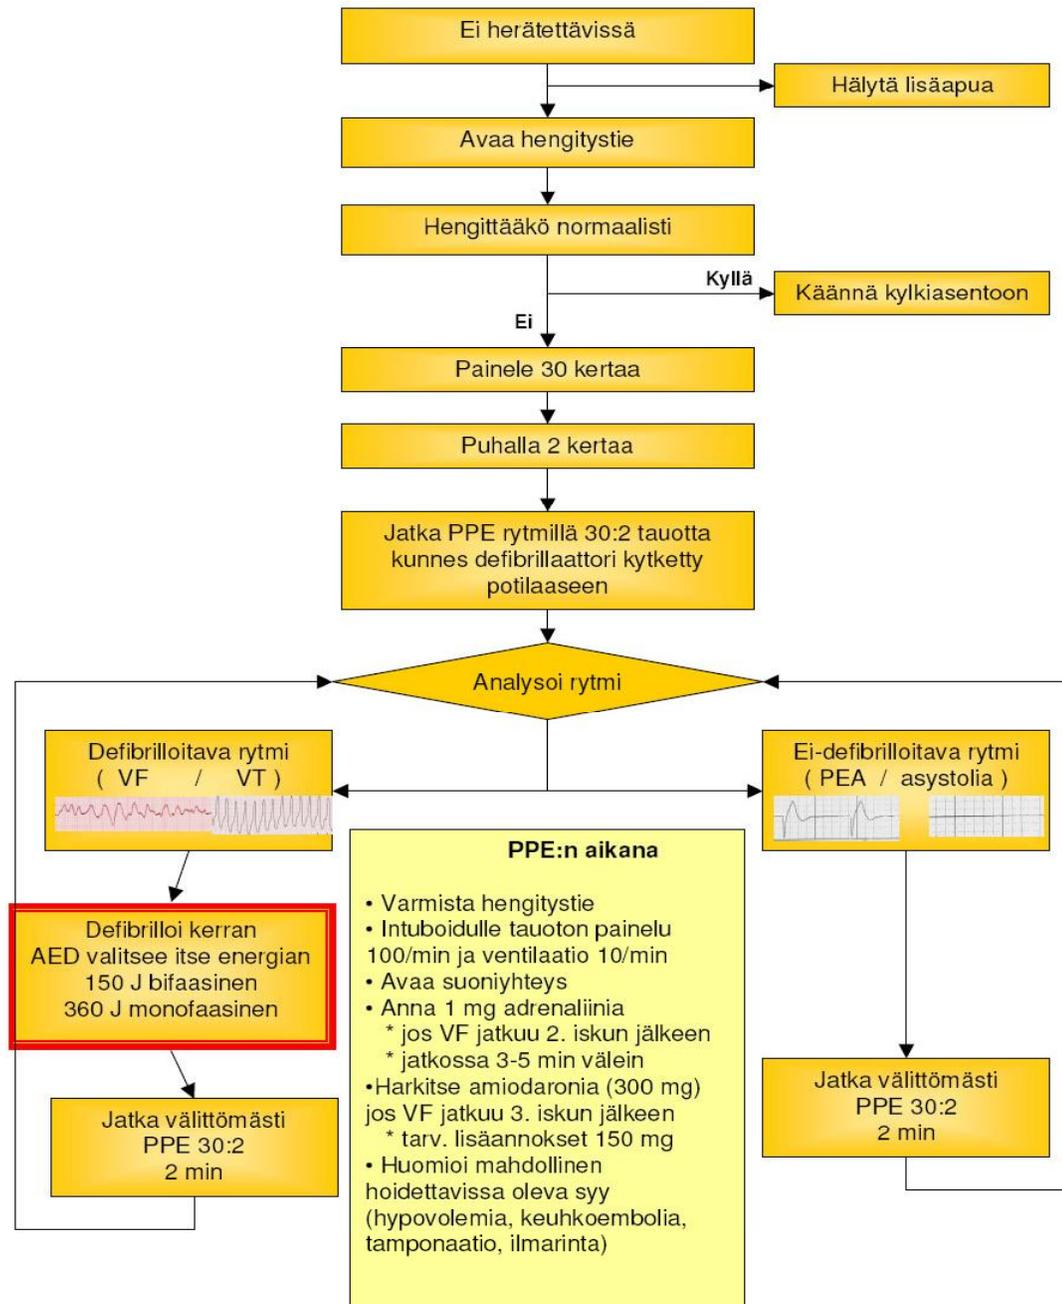 Ei herätettävissä
Hälytä lisäapua
Avaa hengitystie
Hengittääkö normaalisti
Kyllä
Käännä kylkiasentoon
Ei
Painele 30 kertaa
Puhalla 2 kertaa
Jatka PPE rytmillä 30:2 tauotta
kunnes defibrillaattori kytketty
potilaaseen
Analysoi rytmi
Defibrilloitava rytmi
( VF / VT )
Ei-defibrilloitava rytmi
( PEA / asystolia )
Defibrilloi kerran
AED valitsee itse energian
150 J bifaasinen
360 J monofaasinen
Jatka välittömästi
PPE 30:2
2 min
PPE:n aikana
• Varmista hengitystie
• Intuboidulle tauoton painelu
100/min ja ventilaatio 10/min
• Avaa suoniyhteys
• Anna 1 mg adrenaliinia
* jos VF jatkuu 2. iskun jälkeen
* jatkossa 3-5 min välein
•Harkitse amiodaronia (300 mg)
jos VF jatkuu 3. iskun jälkeen
* tarv. lisäannokset 150 mg
• Huomioi mahdollinen
hoidettavissa oleva syy
(hypovolemia, keuhkoembolia,
tamponaatio, ilmarinta)
Jatka välittömästi
PPE 30:2
2 min